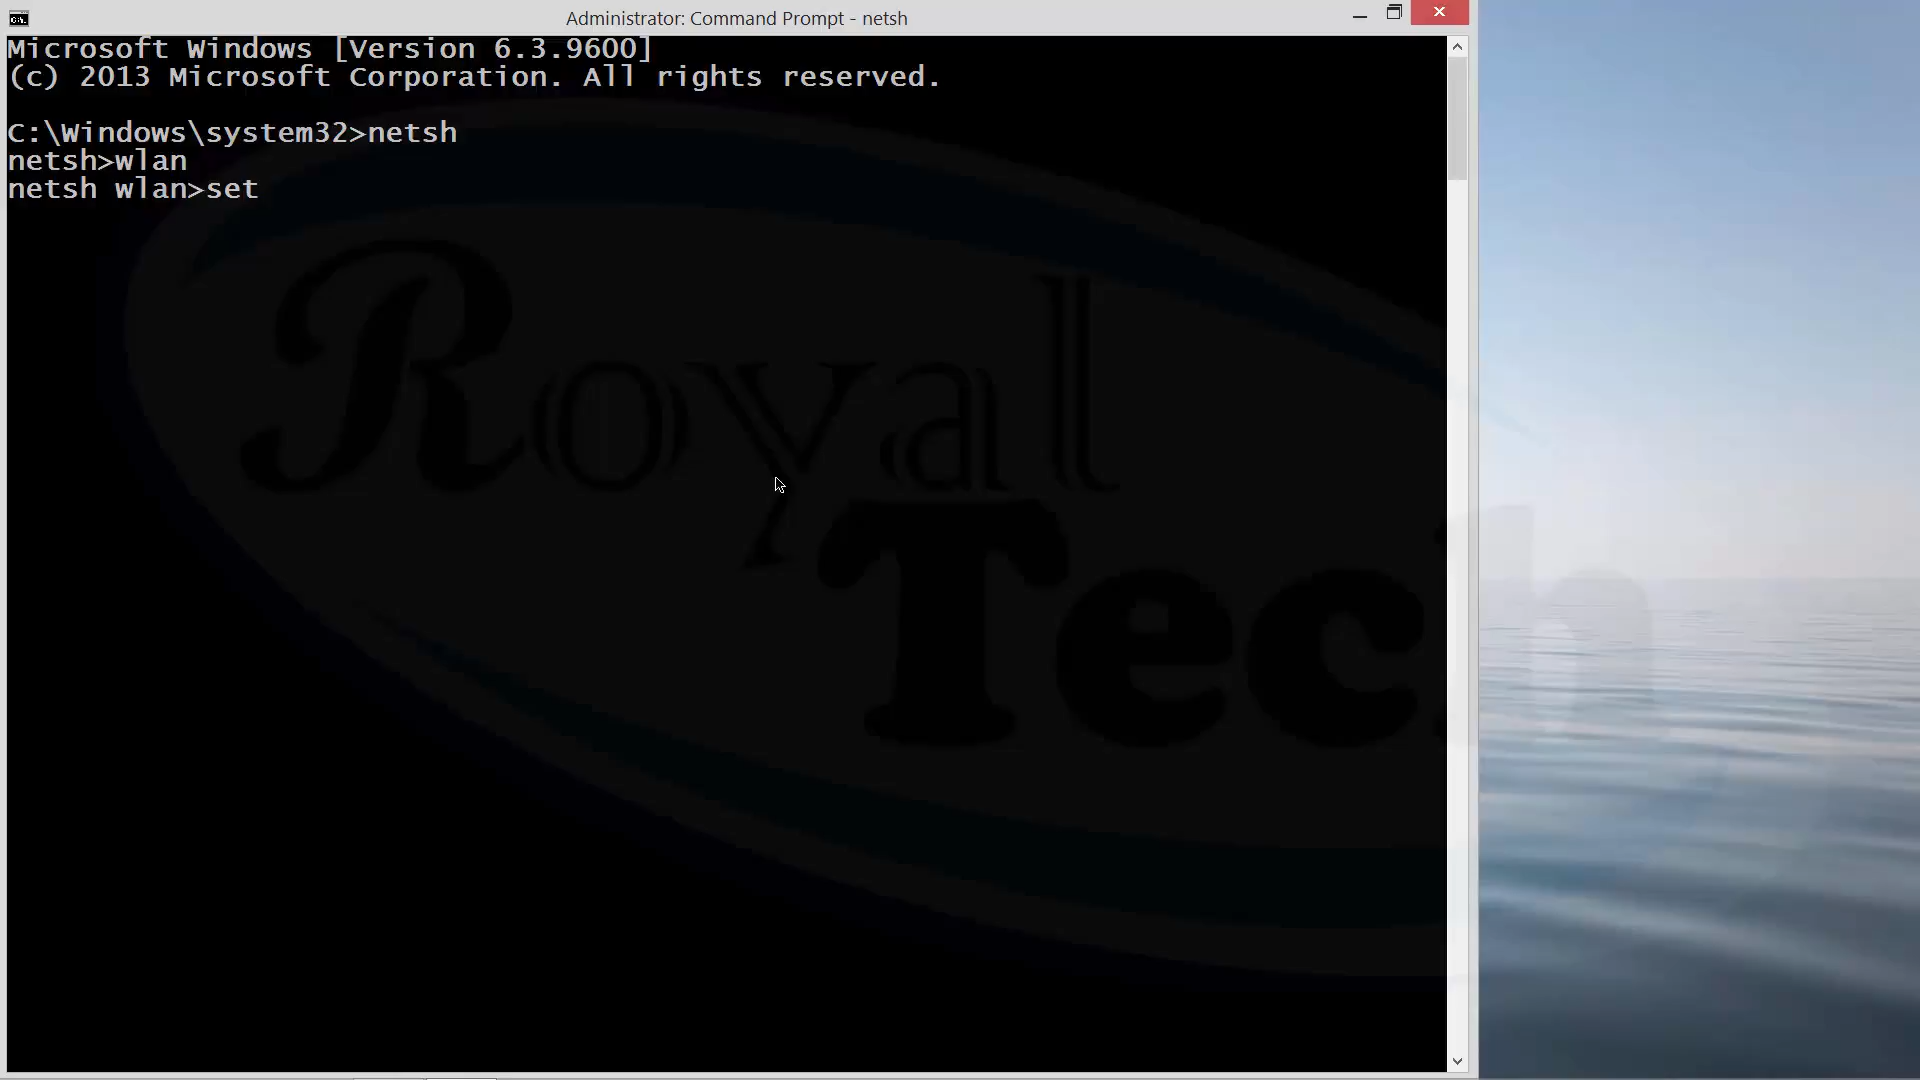 Administrator: Command Prompt - netsh
Microsoft Windows [Version 6.3.9600]
(c) 2013 Microsoft Corporation. All rights reserved.
C:\Windows\system32>netsh
netsh>wlan
netsh wlan>set
Royal
Tech